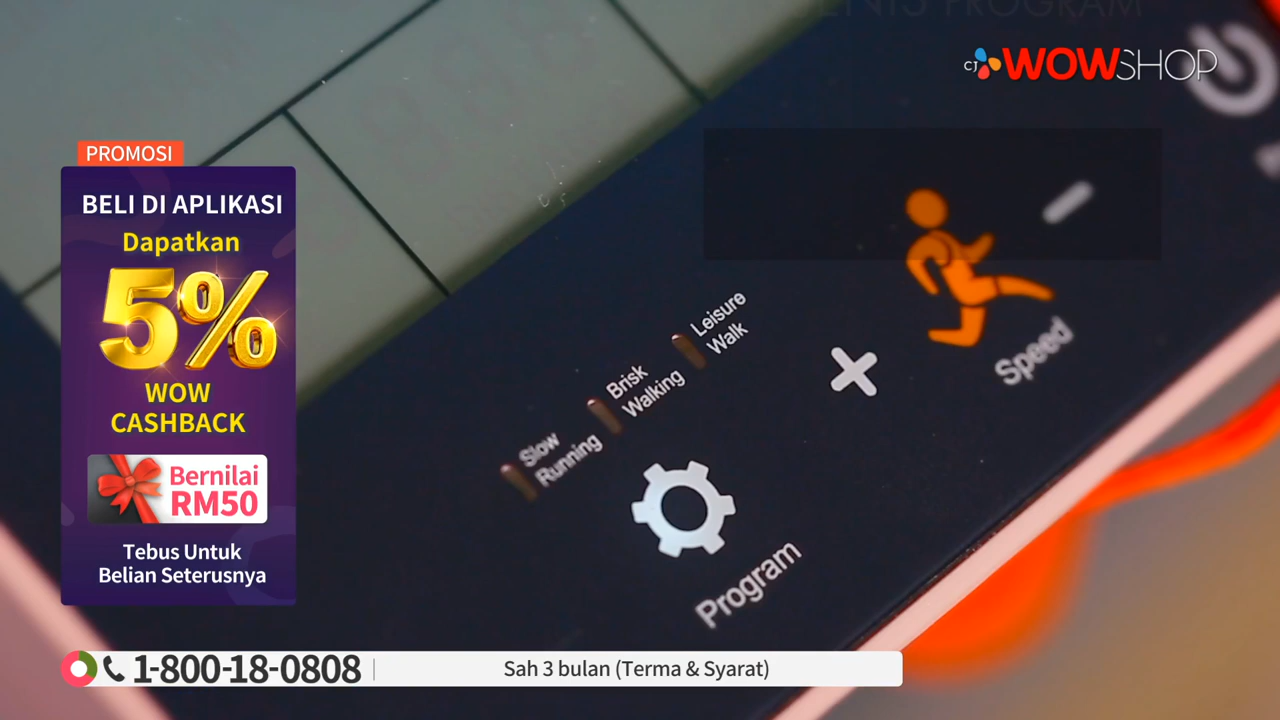 PROGRAM
CJ WOWSHOP
PROMOSI
BELI DI APLIKASI
Dapatkan
5%
WOW
CASHBACK
Bernilai
RM50
Tebus Untuk
Belian Seterusnya
Leisure
Walk
Brisk
Walking
Slow
Running
Speed
Program
1-800-18-0808
Sah 3 bulan (Terma & Syarat)